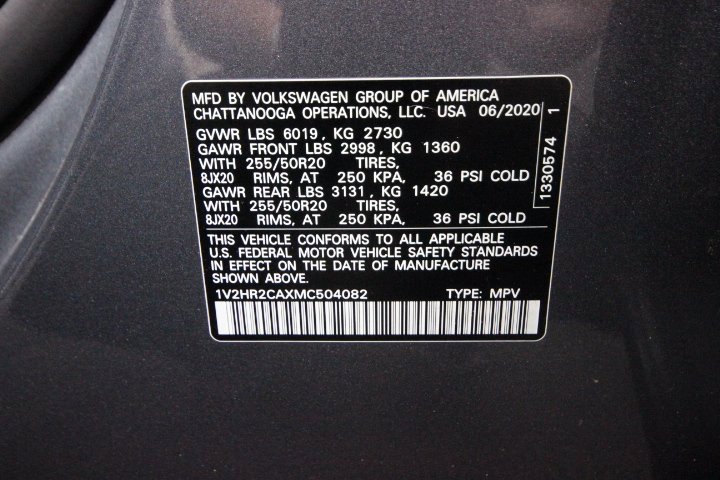 MFD BY VOLKSWAGEN GROUP OF AMERICA
CHATTANOOGA OPERATIONS, LLC. USA 06/2020
GVWR LBS 6019, KG 2730
GAWR FRONT LBS 2998, KG 1360
WITH 255/50R20 TIRES,
8JX20 RIMS, AT 250 KPA, 36 PSI COLD
GAWR REAR LBS 3131, KG 1420
WITH 255/50R20 TIRES,
8JX20 RIMS, AT 250 KPA, 36 PSI COLD
THIS VEHICLE CONFORMS TO ALL APPLICABLE
U.S. FEDERAL MOTOR VEHICLE SAFETY STANDARDS
IN EFFECT ON THE DATE OF MANUFACTURE
SHOWN ABOVE.
1V2HR2CAXMC504082 TYPE: MPV
1330574 1